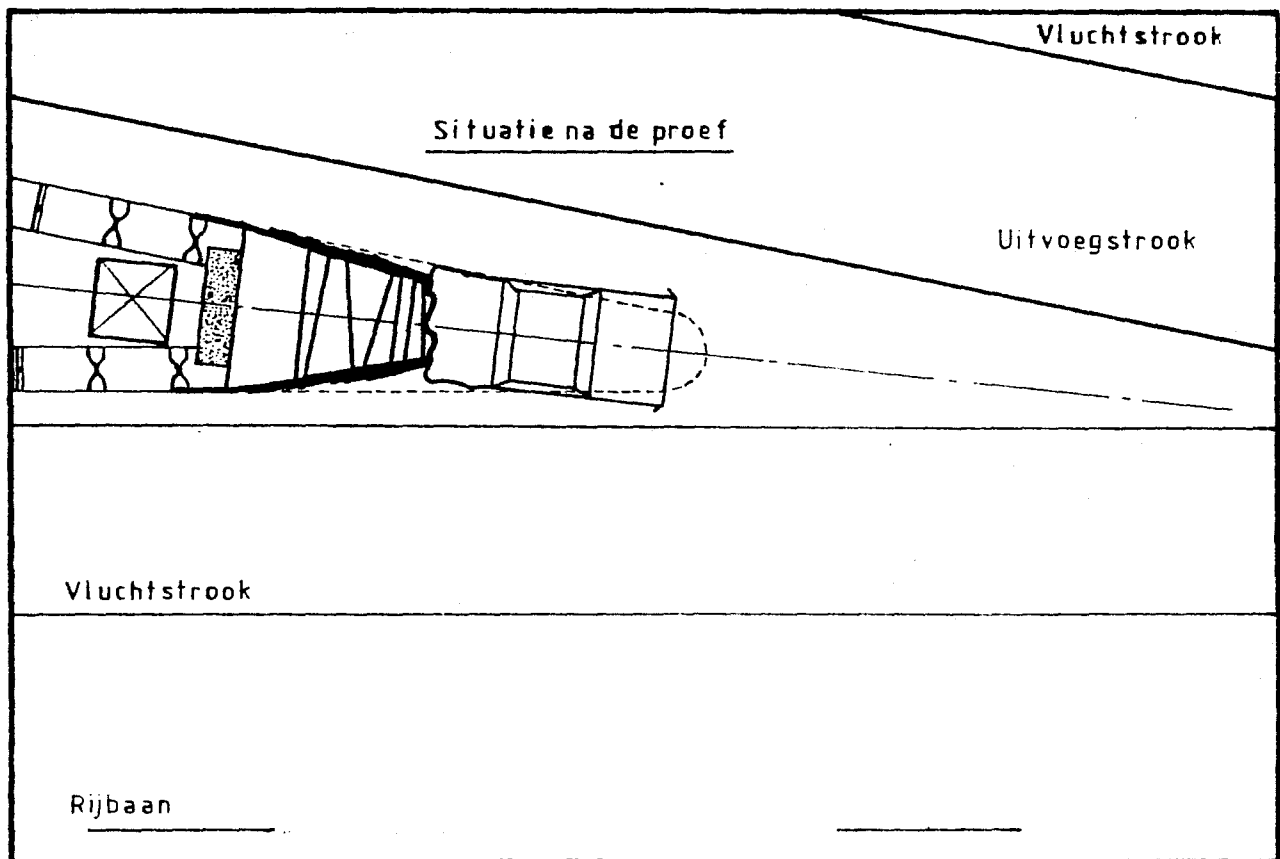 Vluchtstrook
Situatie na de proef
Uitvoegstrook
Vluchtstrook
Rijbaan